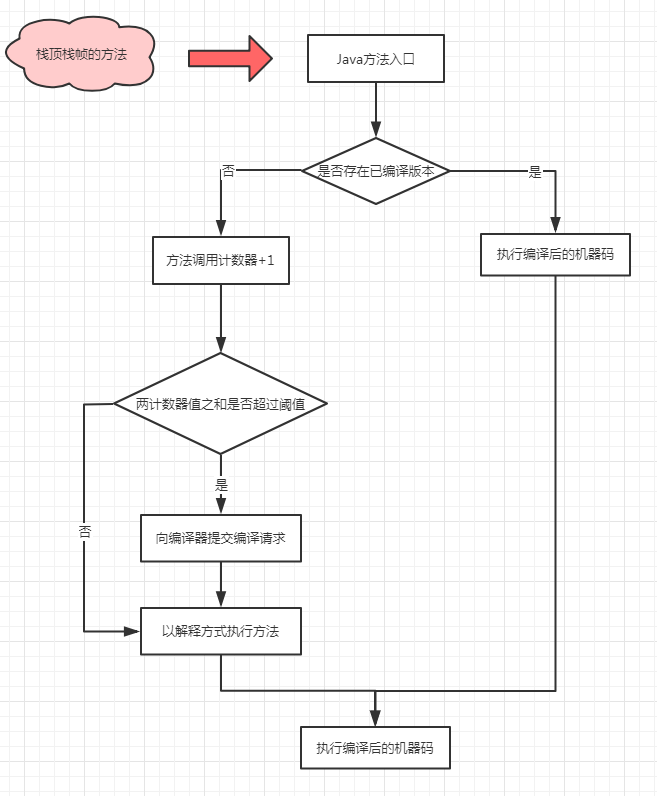 栈顶栈帧的方法
Java方法入口
是否存在已编译版本
否
是
方法调用计数器+1
执行编译后的机器码
两计数器值之和是否超过阈值
是
否
向编译器提交编译请求
以解释方式执行方法
执行编译后的机器码